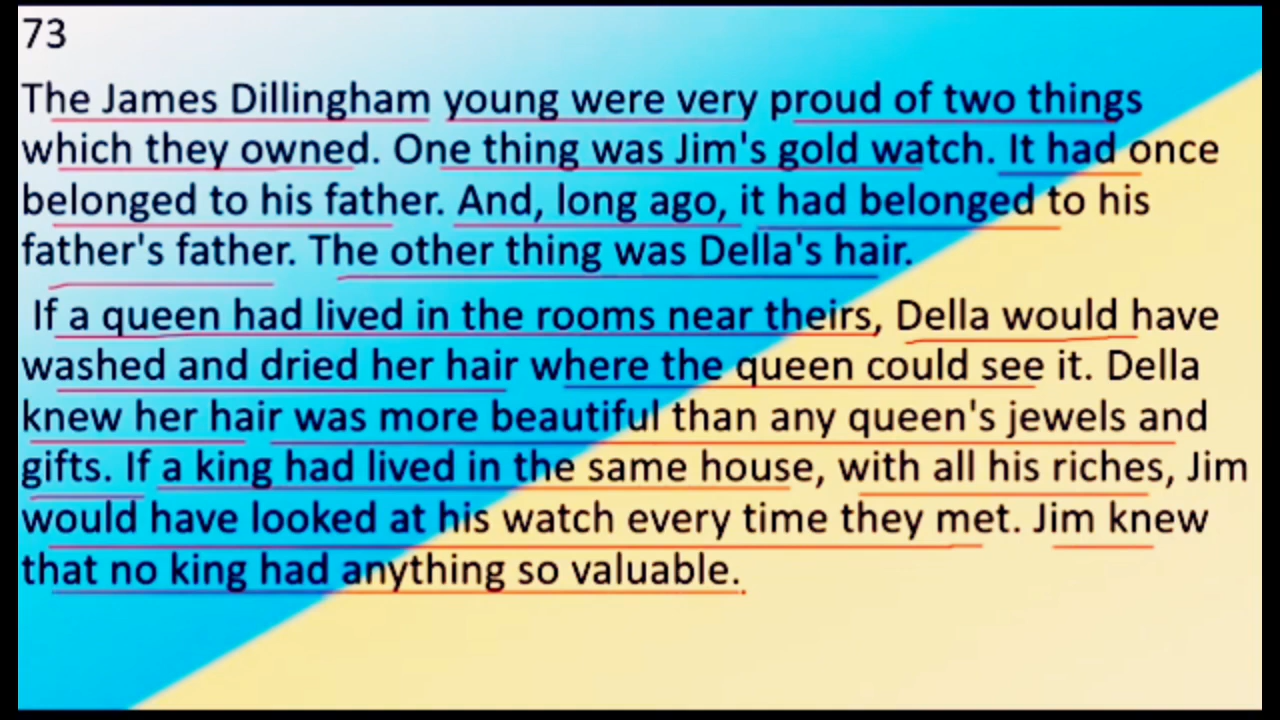 73
The James Dillingham young were very proud of two things
which they owned. One thing was Jim's gold watch. It had once
belonged to his father. And, long ago, it had belonged to his
father's father. The other thing was Della's hair.
If a queen had lived in the rooms near theirs, Della would have
washed and dried her hair where the queen could see it. Della
knew her hair was more beautiful than any queen's jewels and
gifts. If a king had lived in the same house, with all his riches, Jim
would have looked at his watch every time they met. Jim knew
that no king had anything so valuable.